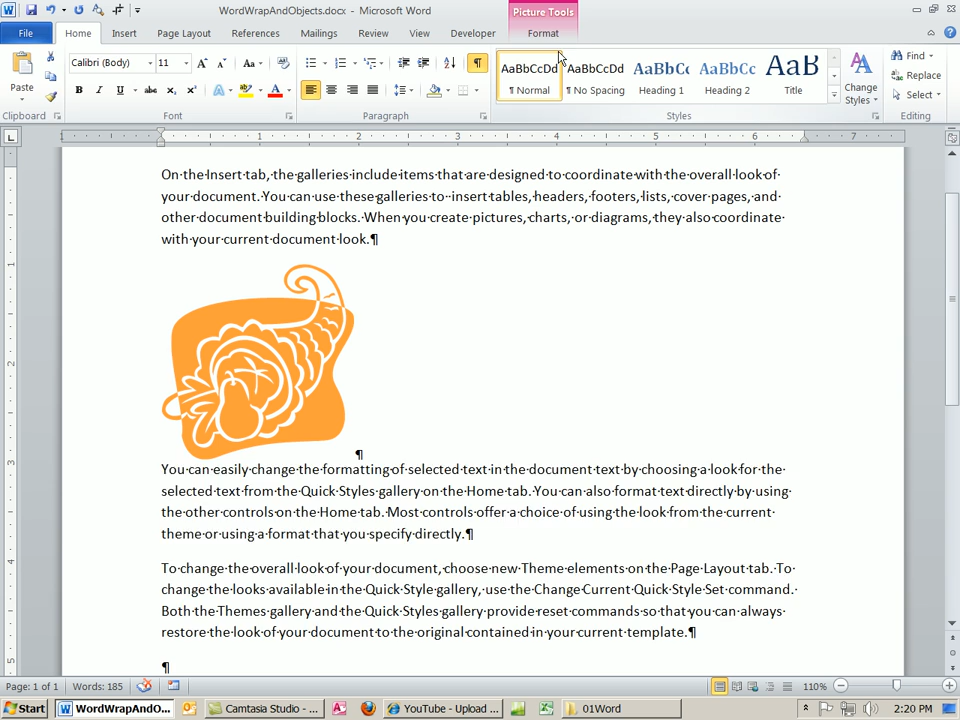 WordWrapAndObjects.docx - Microsoft Word
Picture Tools
File Home Insert Page Layout References Mailings Review View Developer Format
Calibri (Body) 11
Paste
Clipboard Font Paragraph Styles Editing
AaBbCcDd AaBbCcDd AaBbCc AaBbCc AaB
¶ Normal ¶ No Spacing Heading 1 Heading 2 Title
Change Styles
Find
Replace
Select
1 1 2 3 4 5 6 7
On·the·Insert·tab,·the·galleries·include·items·that·are·designed·to·coordinate·with·the·overall·look·of·
your·document.·You·can·use·these·galleries·to··insert·tables,·headers,·footers,·lists,·cover·pages,·and·
other·document·building·blocks.·When·you·create·pictures,·charts,·or·diagrams,·they·also·coordinate·
with·your·current·document·look.¶
¶
You·can·easily·change·the·formatting·of·selected·text·in·the·document·text·by·choosing·a·look·for·the·
selected·text·from·the·Quick·Styles·gallery·on·the·Home·tab.·You·can·also·format·text·directly·by·using·
the·other·controls·on·the·Home·tab.·Most·controls·offer·a·choice·of·using·the·look·from·the·current·
theme·or·using·a·format·that·you·specify·directly.¶
To·change·the·overall·look·of·your·document,·choose·new·Theme·elements·on·the·Page·Layout·tab.·To·
change·the·looks·available·in·the·Quick·Style·gallery,·use·the·Change·Current·Quick·Style·Set·command.·
Both·the·Themes·gallery·and·the·Quick·Styles·gallery·provide·reset·commands·so·that·you·can·always·
restore·the·look·of·your·document·to·the·original·contained·in·your·current·template.¶
¶
Page: 1 of 1 Words: 185 110%
Start WordWrapAndO... Camtasia Studio - ... YouTube - Upload ... 01Word 2:20 PM